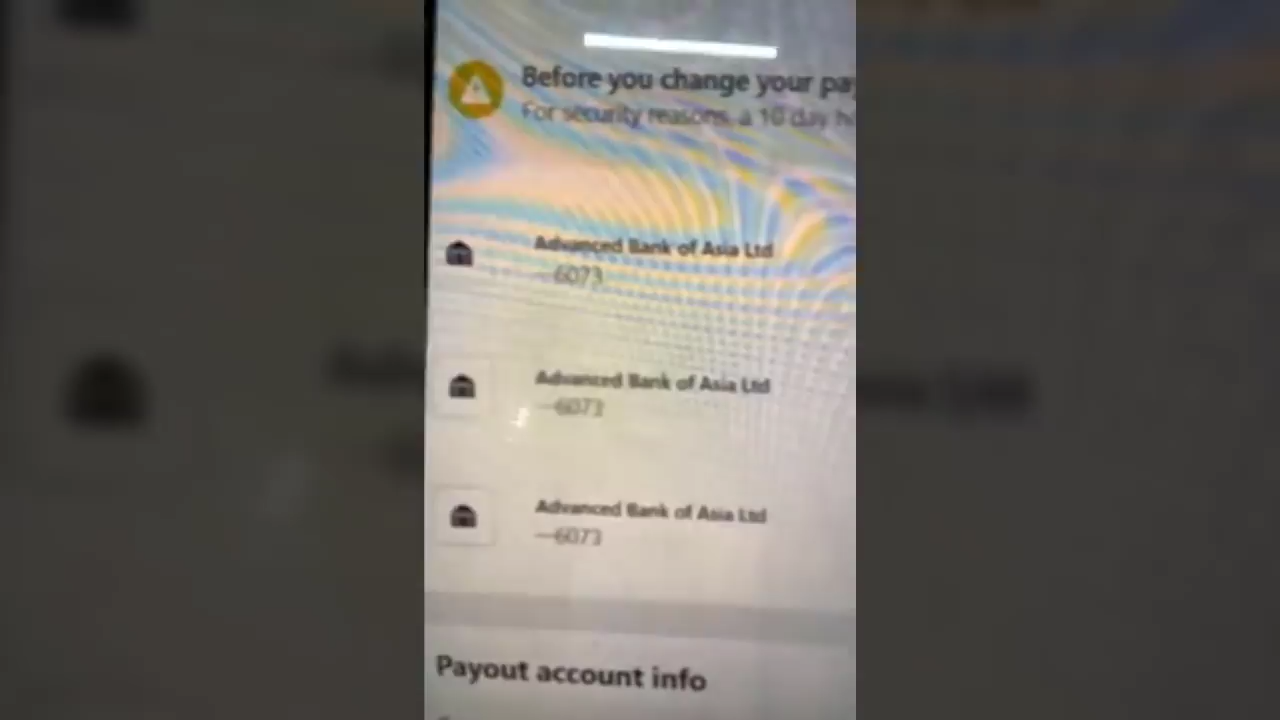 Before you change your pa
For security reasons, a 10 day h
Advanced Bank of Asia Ltd
—6073
Advanced Bank of Asia Ltd
—6073
Advanced Bank of Asia Ltd
—6073
Payout account info